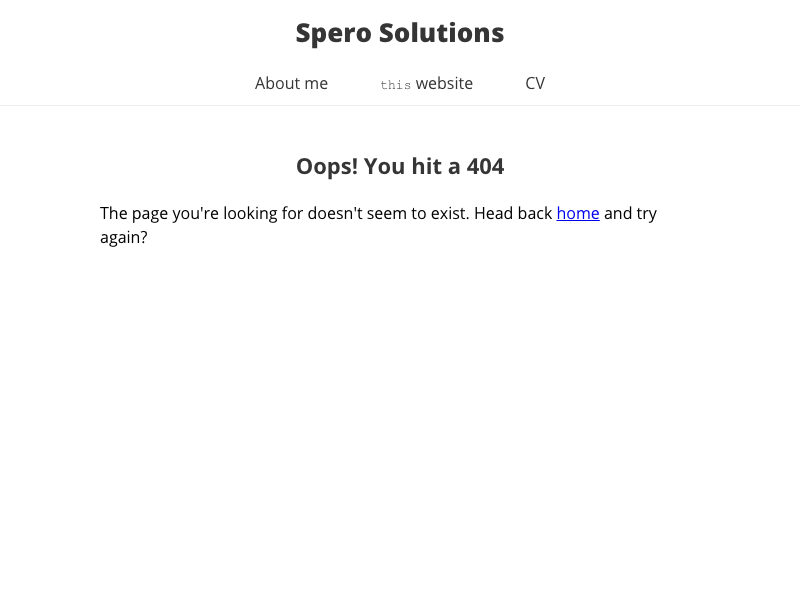 Spero Solutions
About me this website CV
Oops! You hit a 404
The page you're looking for doesn't seem to exist. Head back home and try
again?